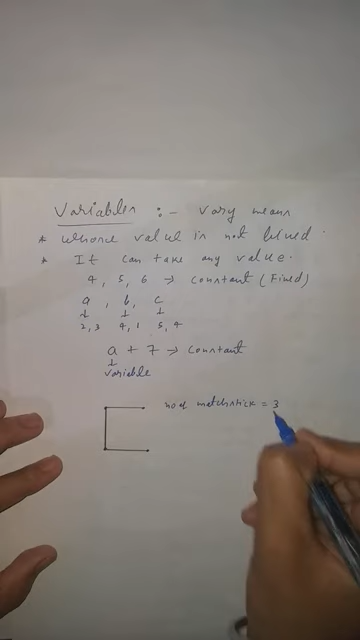 Variables :- vary means
* whose value is not fixed.
* It can take any value.
4, 5, 6 → constant (Fixed)
a, b, c
↓ ↓ ↓
2,3 4,1 5,4
a + 7 → constant
↓
variable
no of matchstick = 3